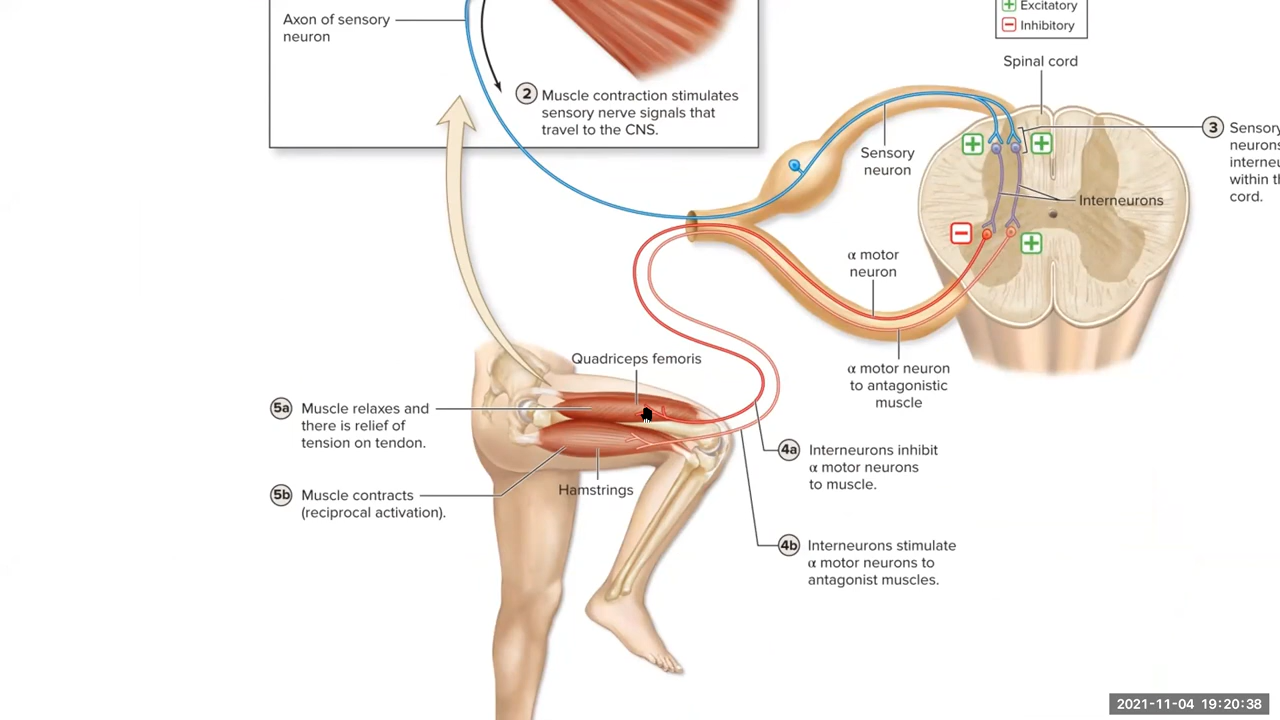 Axon of sensory
neuron
2 Muscle contraction stimulates
sensory nerve signals that
travel to the CNS.
+ Excitatory
− Inhibitory
Spinal cord
Sensory
neuron
3
neurons
within
cord.
Interneurons
α motor
neuron
α motor neuron
to antagonistic
muscle
Quadriceps femoris
5a Muscle relaxes and
there is relief of
tension on tendon.
5b Muscle contracts
(reciprocal activation).
Hamstrings
4a Interneurons inhibit
α motor neurons
to muscle.
4b Interneurons stimulate
α motor neurons to
antagonist muscles.
2021-11-04 19:20:38